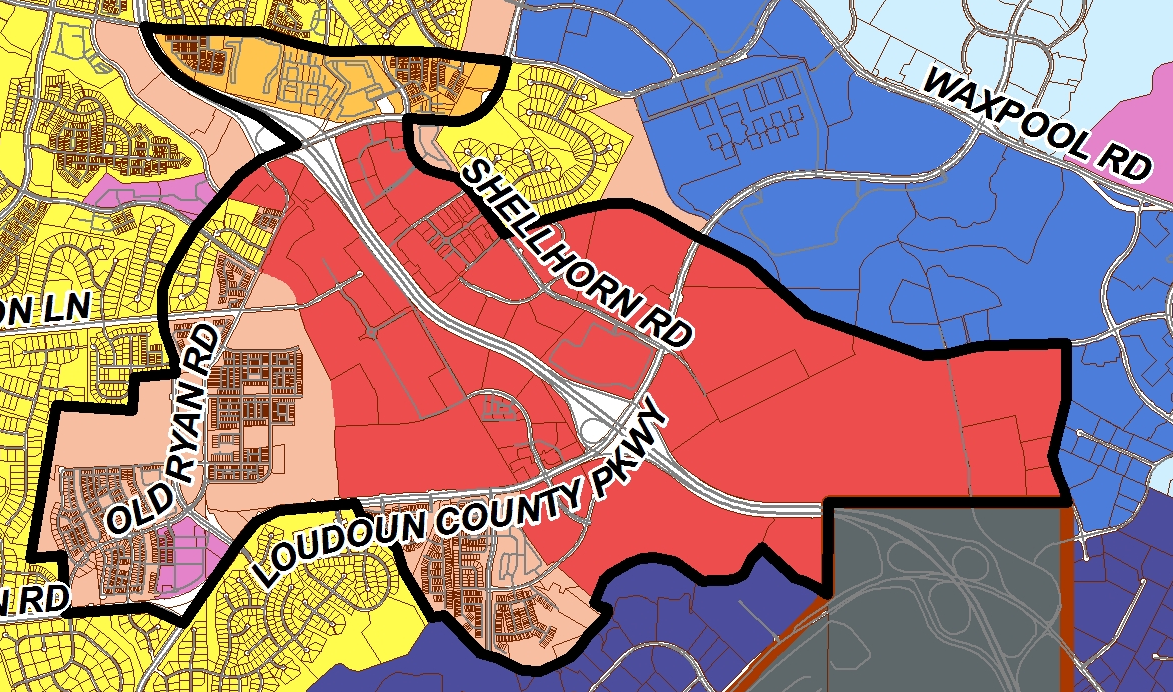 WAXPOOL RD
SHELLHORN RD
ON LN
OLD RYAN RD
LOUDOUN COUNTY PKWY
N RD